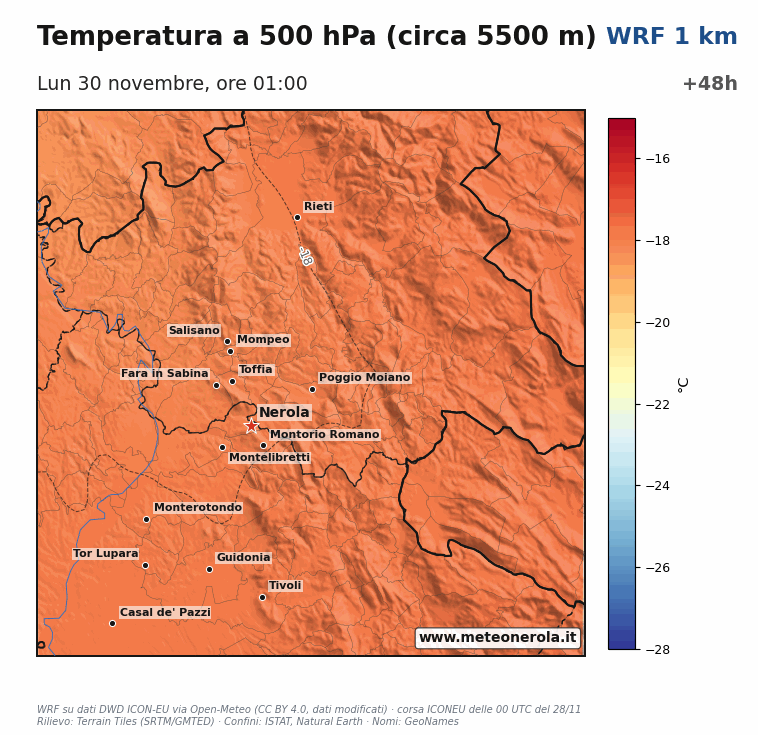 Temperatura a 500 hPa (circa 5500 m) WRF 1 km
Lun 30 novembre, ore 01:00 +48h
Rieti
-18
Salisano
Mompeo
Toffia
Fara in Sabina
Poggio Moiano
Nerola
Montorio Romano
Montelibretti
Monterotondo
Tor Lupara
Guidonia
Tivoli
Casal de' Pazzi
www.meteonerola.it
−16
−18
−20
−22
−24
−26
−28
°C
WRF su dati DWD ICON-EU via Open-Meteo (CC BY 4.0, dati modificati) · corsa ICONEU delle 00 UTC del 28/11
Rilievo: Terrain Tiles (SRTM/GMTED) · Confini: ISTAT, Natural Earth · Nomi: GeoNames